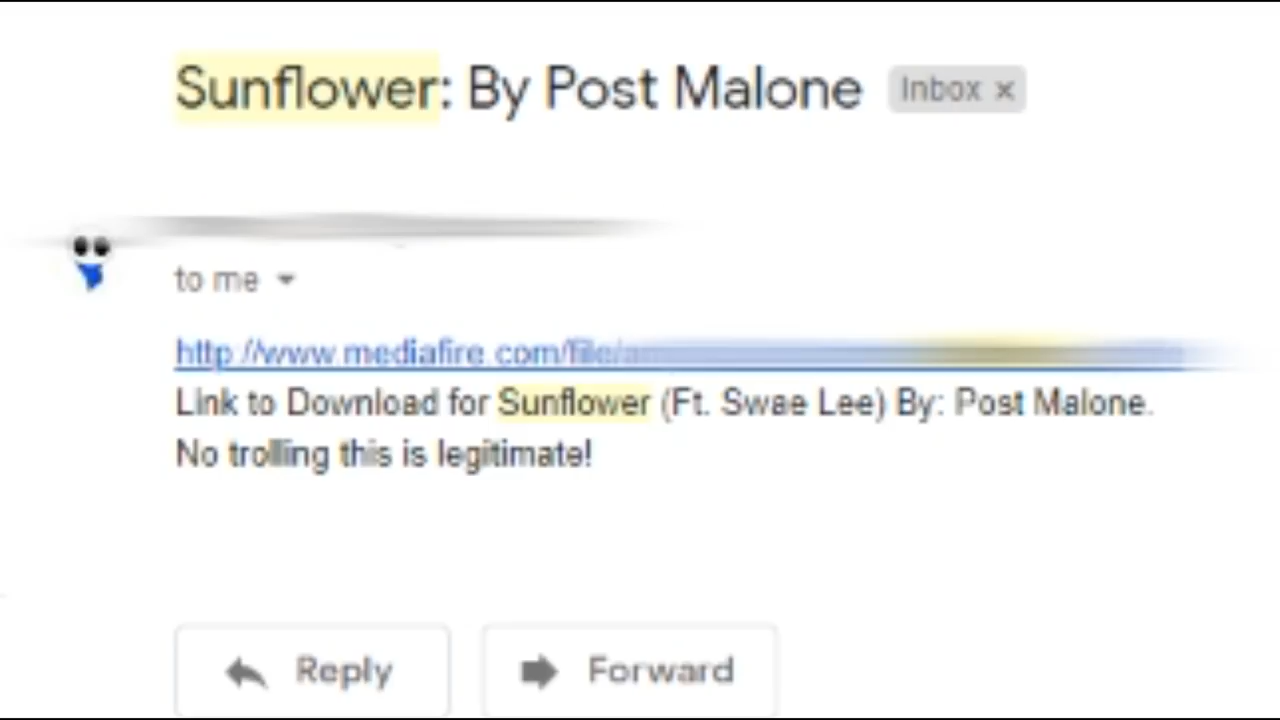 Sunflower: By Post Malone Inbox x
to me
http://www.mediafire.com/file/
Link to Download for Sunflower (Ft. Swae Lee) By: Post Malone.
No trolling this is legitimate!
Reply Forward